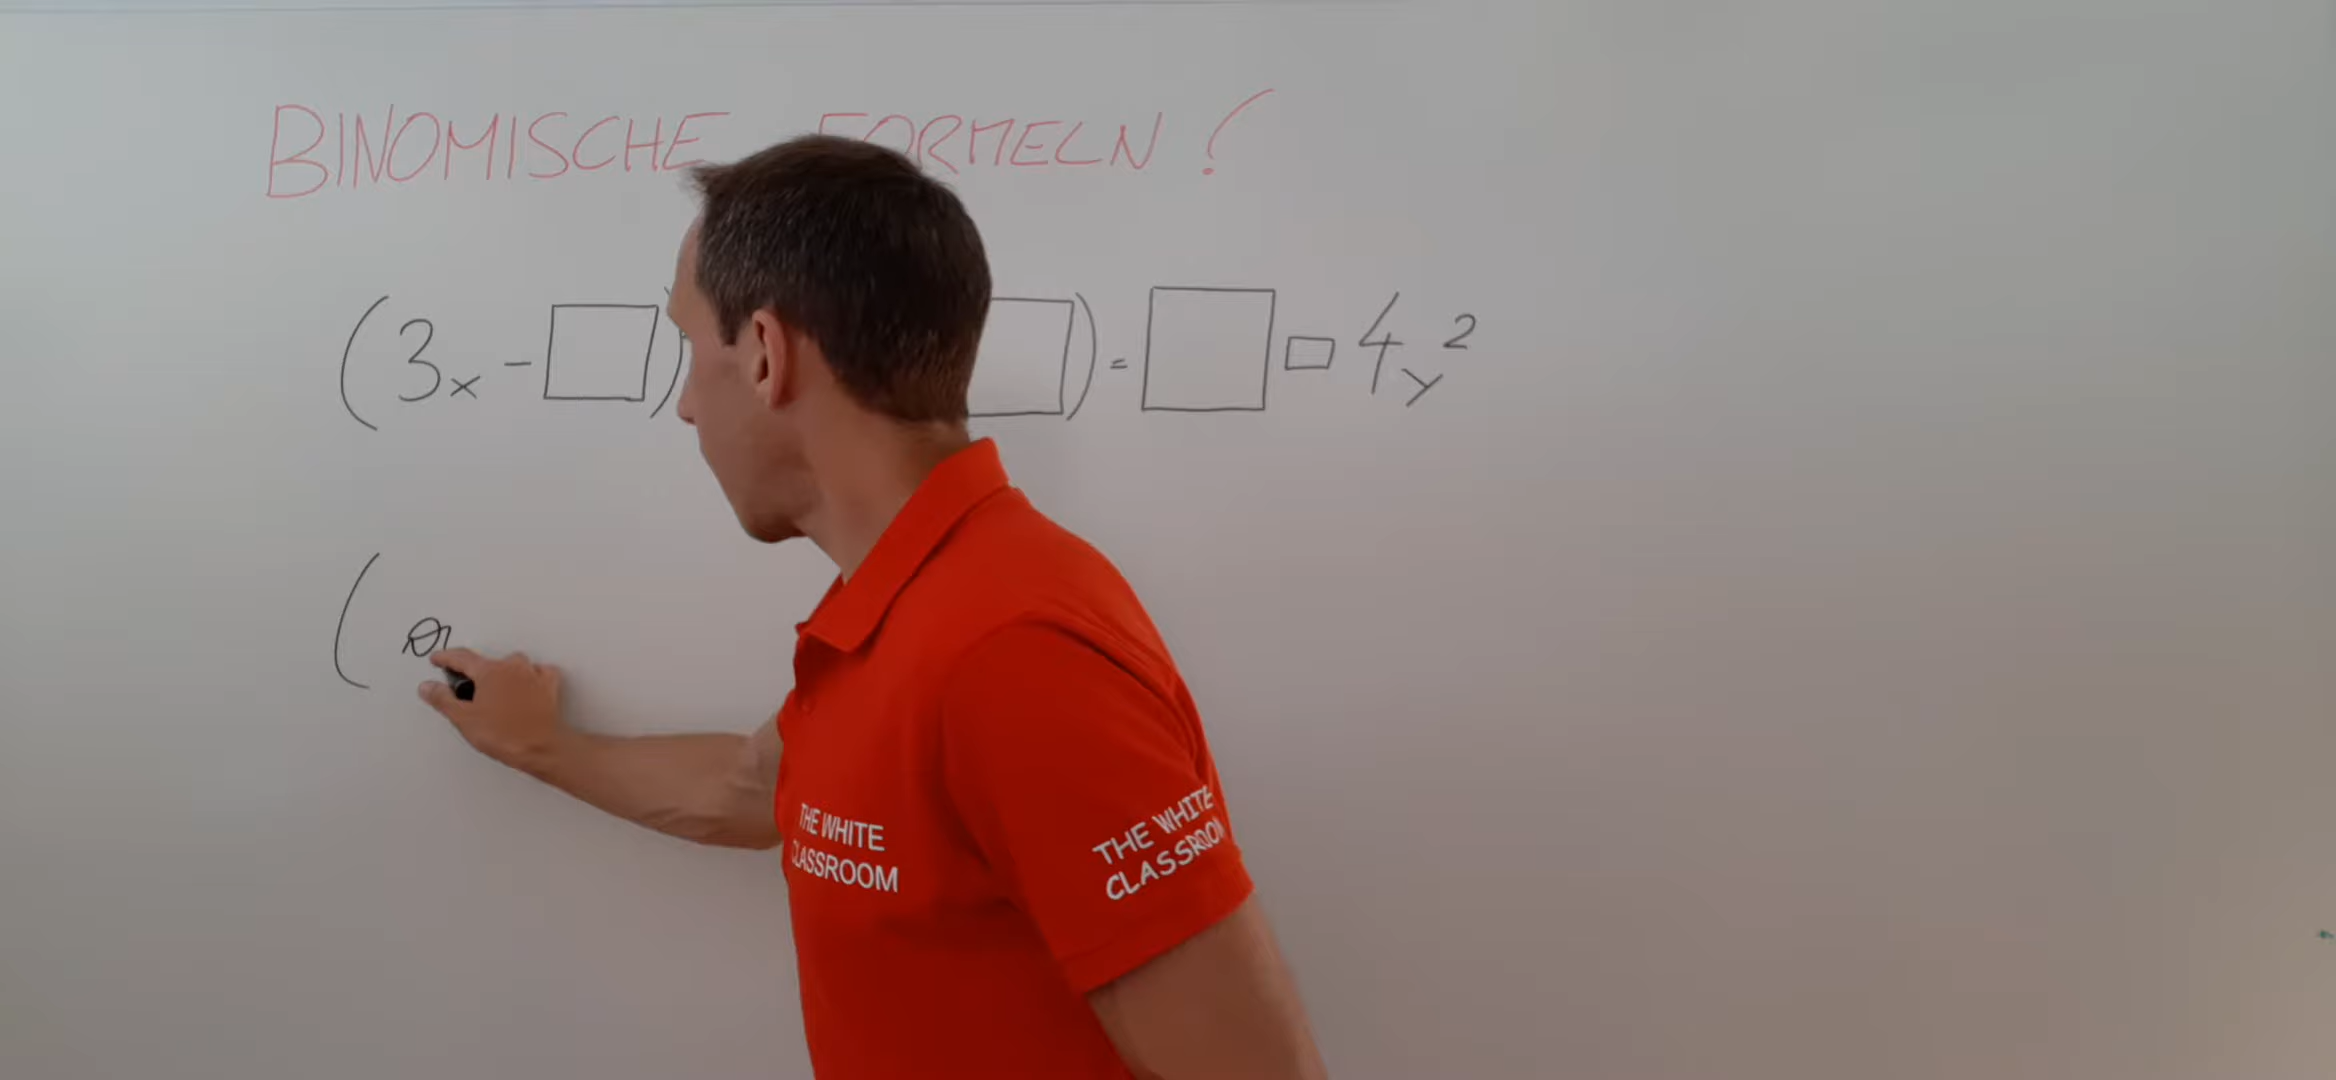 BINOMISCHE FORMELN?
(3x - □) □) = □ □ 4y²
(a
THE WHITE
CLASSROOM
THE WHITE
CLASSROOM